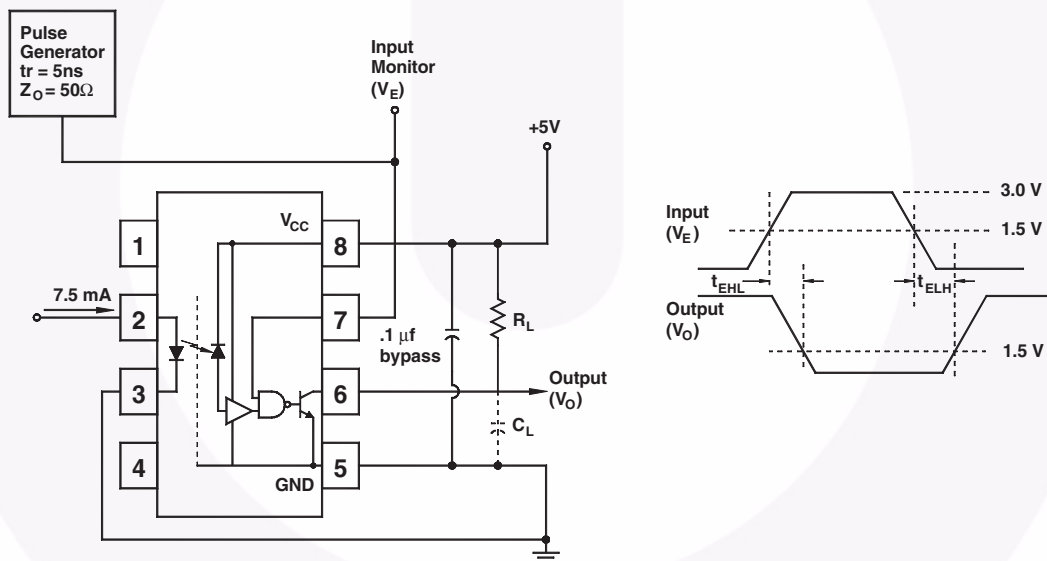 Pulse
Generator
tr = 5ns
Z_O = 50Ω
Input
Monitor
(V_E)
+5V
1
V_CC
8
7.5 mA
2
7
.1 μf
bypass
R_L
3
6
Output
(V_O)
C_L
4
GND
5
3.0 V
Input
(V_E)
1.5 V
t_EHL
t_ELH
Output
(V_O)
1.5 V